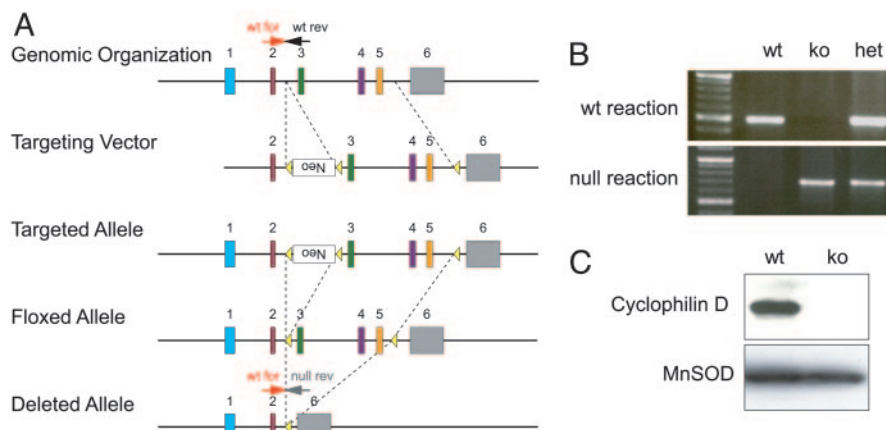 A
wt for wt rev
Genomic Organization
1 2 3 4 5 6
Targeting Vector
2 Neo 3 4 5 6
Targeted Allele
1 2 Neo 3 4 5 6
Floxed Allele
1 2 3 4 5 6
wt for null rev
Deleted Allele
1 2 6
B
wt ko het
wt reaction
null reaction
C
wt ko
Cyclophilin D
MnSOD